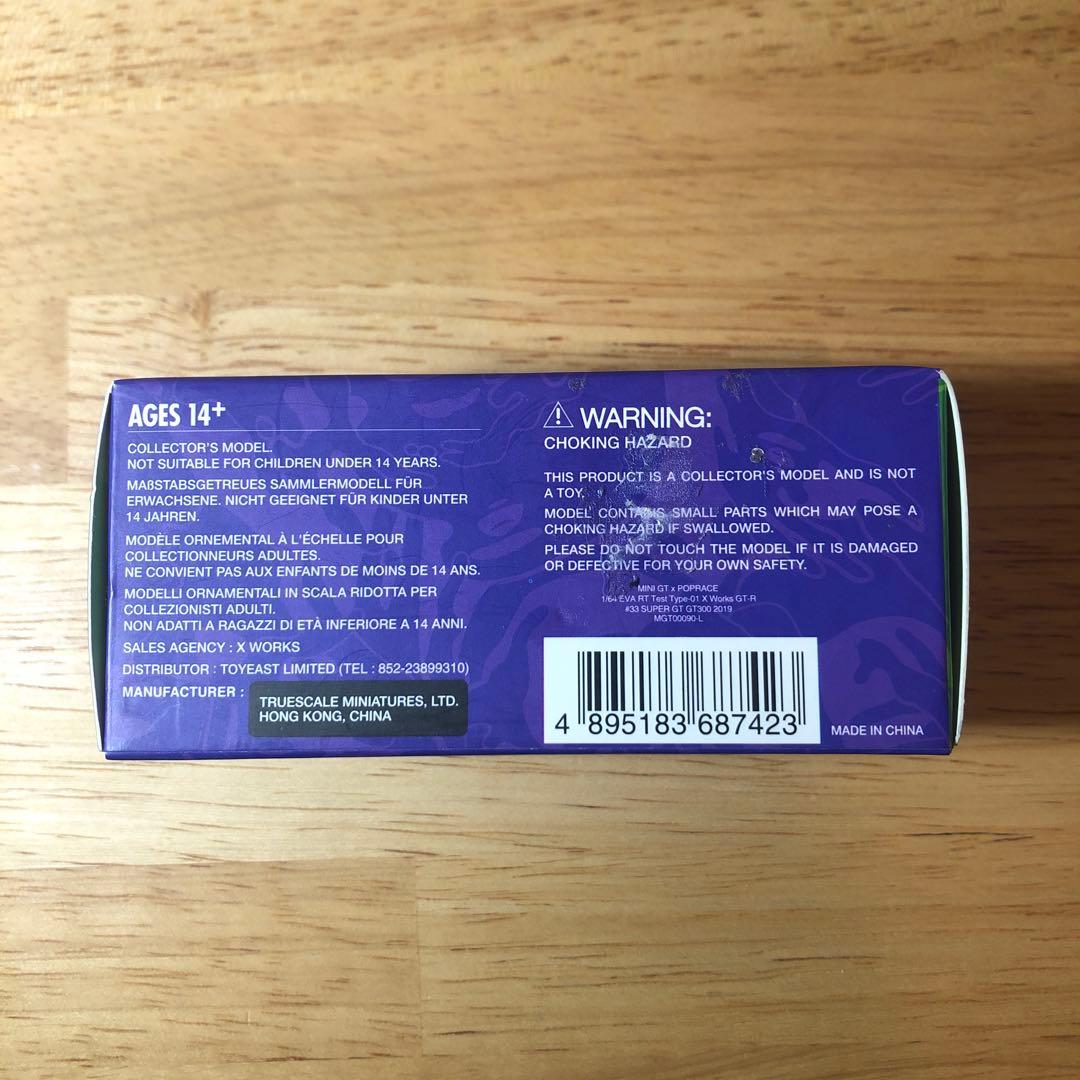 AGES 14+
COLLECTOR'S MODEL.
NOT SUITABLE FOR CHILDREN UNDER 14 YEARS.
MAßSTABSGETREUES SAMMLERMODELL FÜR
ERWACHSENE. NICHT GEEIGNET FÜR KINDER UNTER
14 JAHREN.
MODÈLE ORNEMENTAL À L'ÉCHELLE POUR
COLLECTIONNEURS ADULTES.
NE CONVIENT PAS AUX ENFANTS DE MOINS DE 14 ANS.
MODELLI ORNAMENTALI IN SCALA RIDOTTA PER
COLLEZIONISTI ADULTI.
NON ADATTI A RAGAZZI DI ETÀ INFERIORE A 14 ANNI.
SALES AGENCY : X WORKS
DISTRIBUTOR : TOYEAST LIMITED (TEL : 852-23899310)
MANUFACTURER :
TRUESCALE MINIATURES, LTD.
HONG KONG, CHINA
⚠ WARNING:
CHOKING HAZARD
THIS PRODUCT IS A COLLECTOR'S MODEL AND IS NOT
A TOY.
MODEL CONTAINS SMALL PARTS WHICH MAY POSE A
CHOKING HAZARD IF SWALLOWED.
PLEASE DO NOT TOUCH THE MODEL IF IT IS DAMAGED
OR DEFECTIVE FOR YOUR OWN SAFETY.
MINI GT x POPRACE
1/64 EVA RT Test Type-01 X Works GT-R
#33 SUPER GT GT300 2019
MGT00090-L
4 895183 687423
MADE IN CHINA